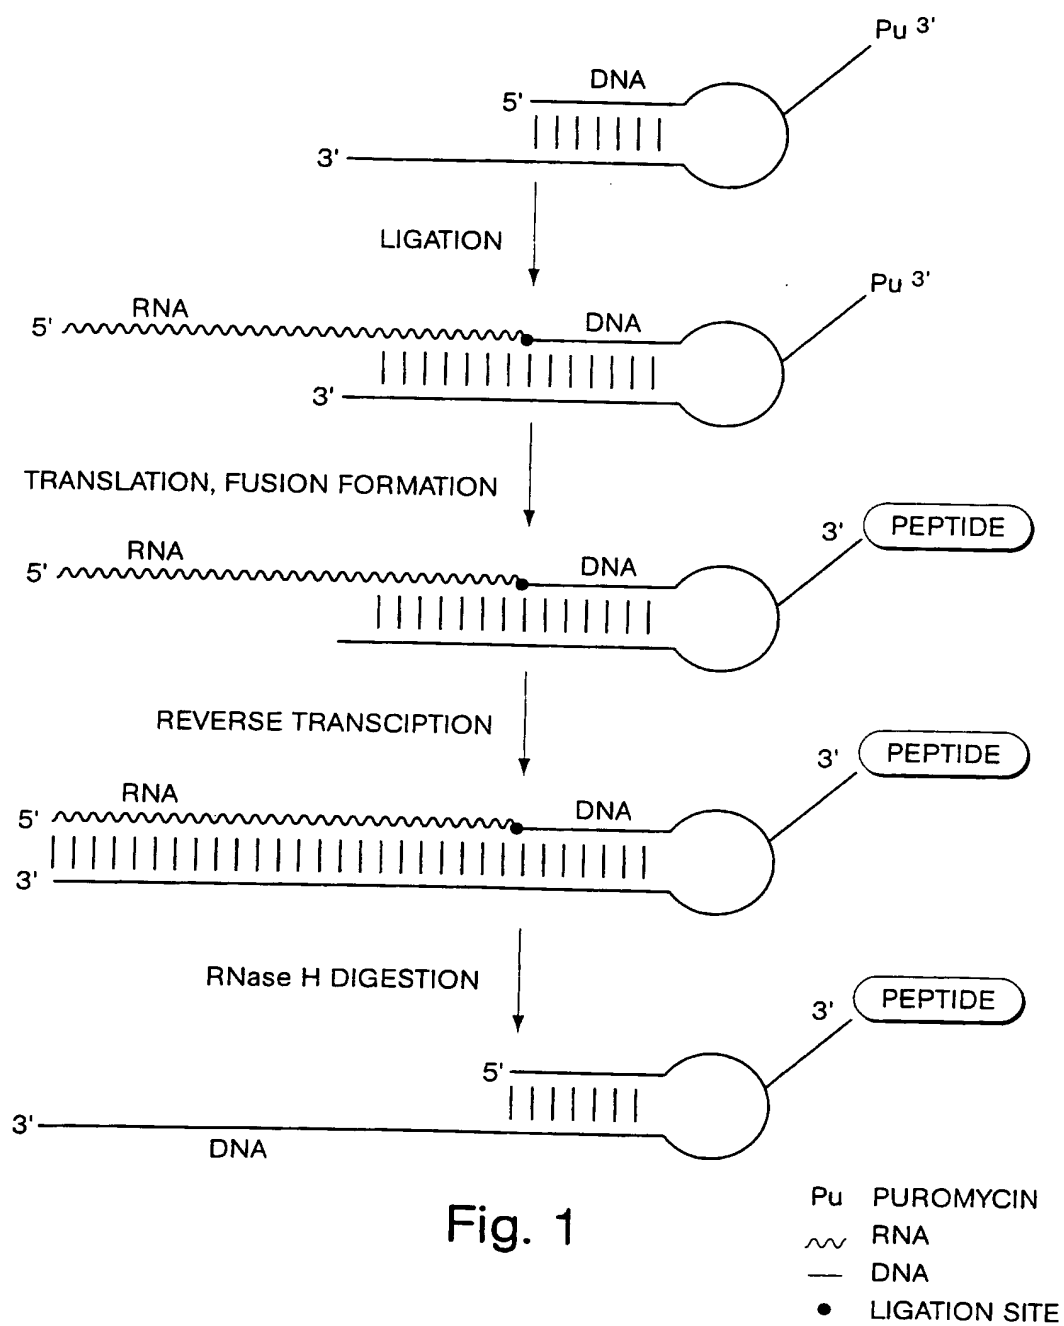 Pu 3'
DNA
5'
3'
LIGATION
Pu 3'
RNA
5'
DNA
3'
TRANSLATION, FUSION FORMATION
3' PEPTIDE
RNA
5'
DNA
REVERSE TRANSCIPTION
3' PEPTIDE
RNA
5'
DNA
3'
RNase H DIGESTION
3' PEPTIDE
5'
3'
DNA
Fig. 1
Pu PUROMYCIN
RNA
DNA
LIGATION SITE